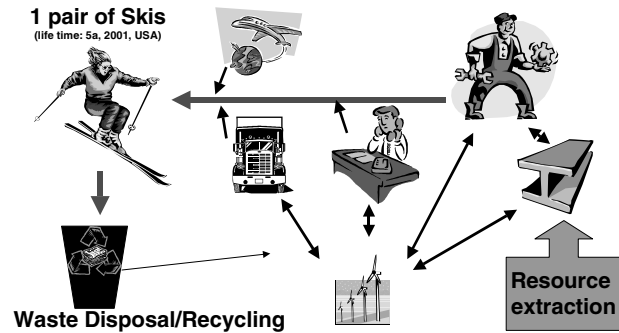 1 pair of Skis
(life time: 5a, 2001, USA)
Resource
extraction
Waste Disposal/Recycling